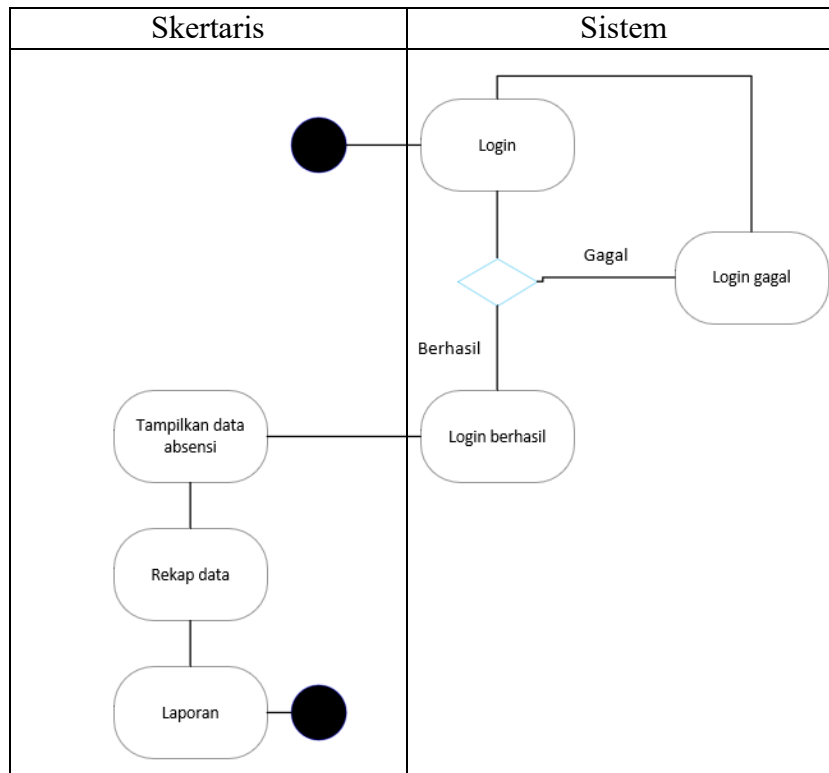 Skertaris
Sistem
Login
Gagal
Login gagal
Berhasil
Tampilkan data
absensi
Login berhasil
Rekap data
Laporan